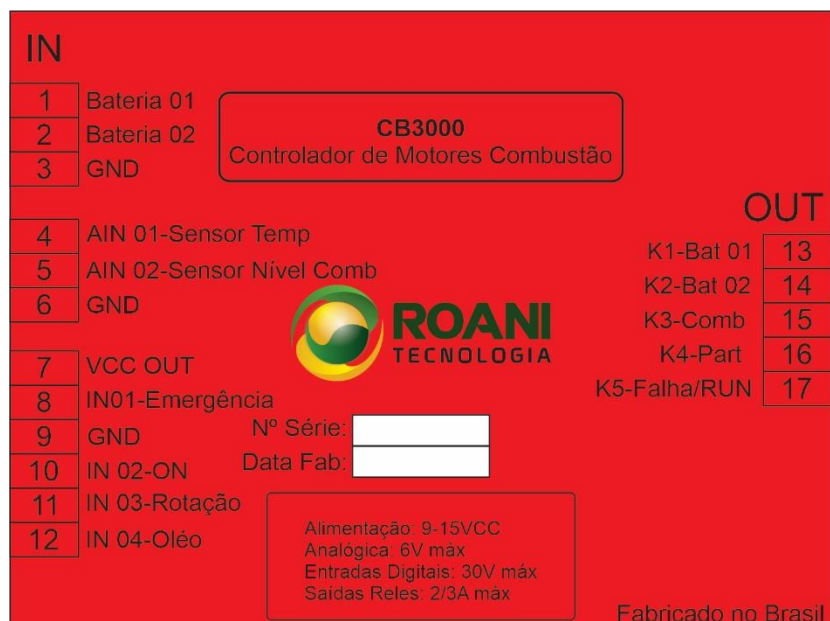 IN
1 Bateria 01
2 Bateria 02
3 GND
CB3000
Controlador de Motores Combustão
4 AIN 01-Sensor Temp
5 AIN 02-Sensor Nível Comb
6 GND
ROANI
TECNOLOGIA
OUT
K1-Bat 01 13
K2-Bat 02 14
K3-Comb 15
K4-Part 16
K5-Falha/RUN 17
7 VCC OUT
8 IN01-Emergência
9 GND
10 IN 02-ON
11 IN 03-Rotação
12 IN 04-Oléo
Nº Série:
Data Fab:
Alimentação: 9-15VCC
Analógica: 6V máx
Entradas Digitais: 30V máx
Saídas Reles: 2/3A máx
Fabricado no Brasil